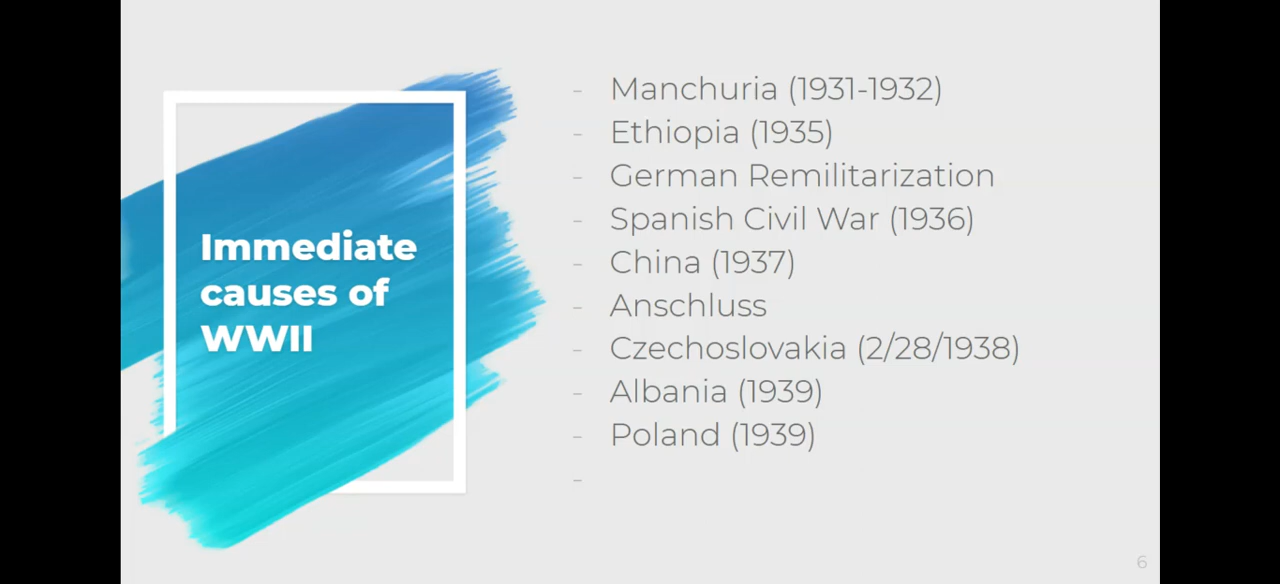 Immediate
causes of
WWII
- Manchuria (1931-1932)
- Ethiopia (1935)
- German Remilitarization
- Spanish Civil War (1936)
- China (1937)
- Anschluss
- Czechoslovakia (2/28/1938)
- Albania (1939)
- Poland (1939)
-
6